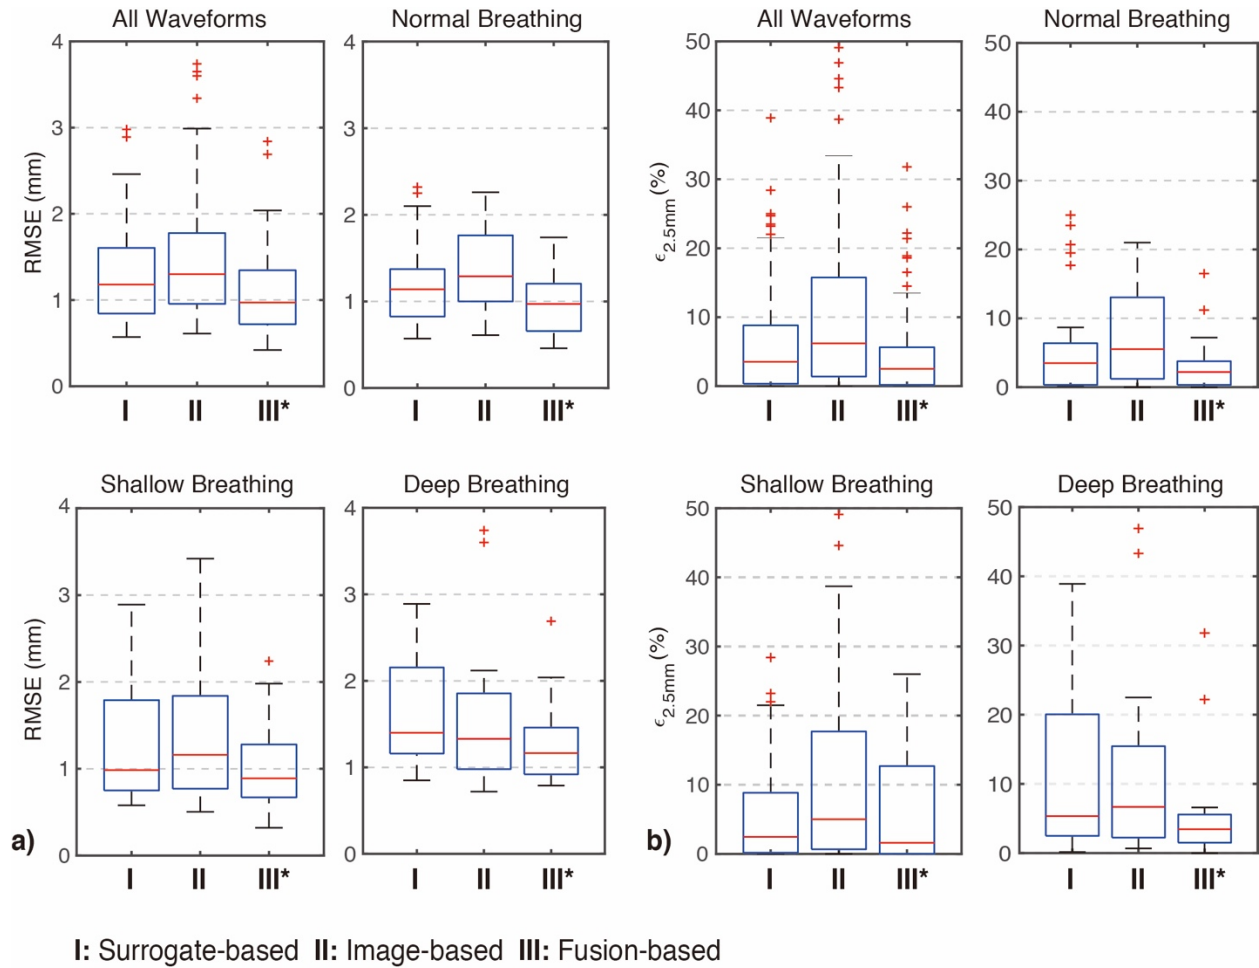 All Waveforms
Normal Breathing
All Waveforms
Normal Breathing
RMSE (mm)
4
3
2
1
0
I II III*
4
3
2
1
0
I II III*
ϵ2.5mm (%)
50
40
30
20
10
0
I II III*
50
40
30
20
10
0
I II III*
Shallow Breathing
Deep Breathing
Shallow Breathing
Deep Breathing
RMSE (mm)
4
3
2
1
0
I II III*
4
3
2
1
0
I II III*
ϵ2.5mm (%)
50
40
30
20
10
0
I II III*
50
40
30
20
10
0
I II III*
a)
b)
I: Surrogate-based II: Image-based III: Fusion-based